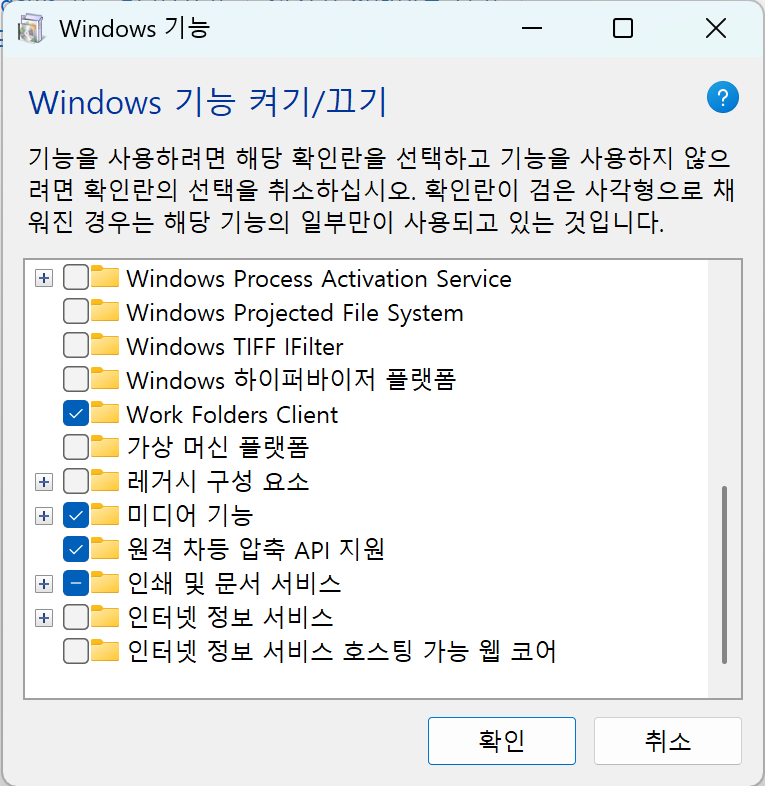 Windows 기능
Windows 기능 켜기/끄기
기능을 사용하려면 해당 확인란을 선택하고 기능을 사용하지 않으
려면 확인란의 선택을 취소하십시오. 확인란이 검은 사각형으로 채
워진 경우는 해당 기능의 일부만이 사용되고 있는 것입니다.
Windows Process Activation Service
Windows Projected File System
Windows TIFF IFilter
Windows 하이퍼바이저 플랫폼
Work Folders Client
가상 머신 플랫폼
레거시 구성 요소
미디어 기능
원격 차등 압축 API 지원
인쇄 및 문서 서비스
인터넷 정보 서비스
인터넷 정보 서비스 호스팅 가능 웹 코어
확인
취소